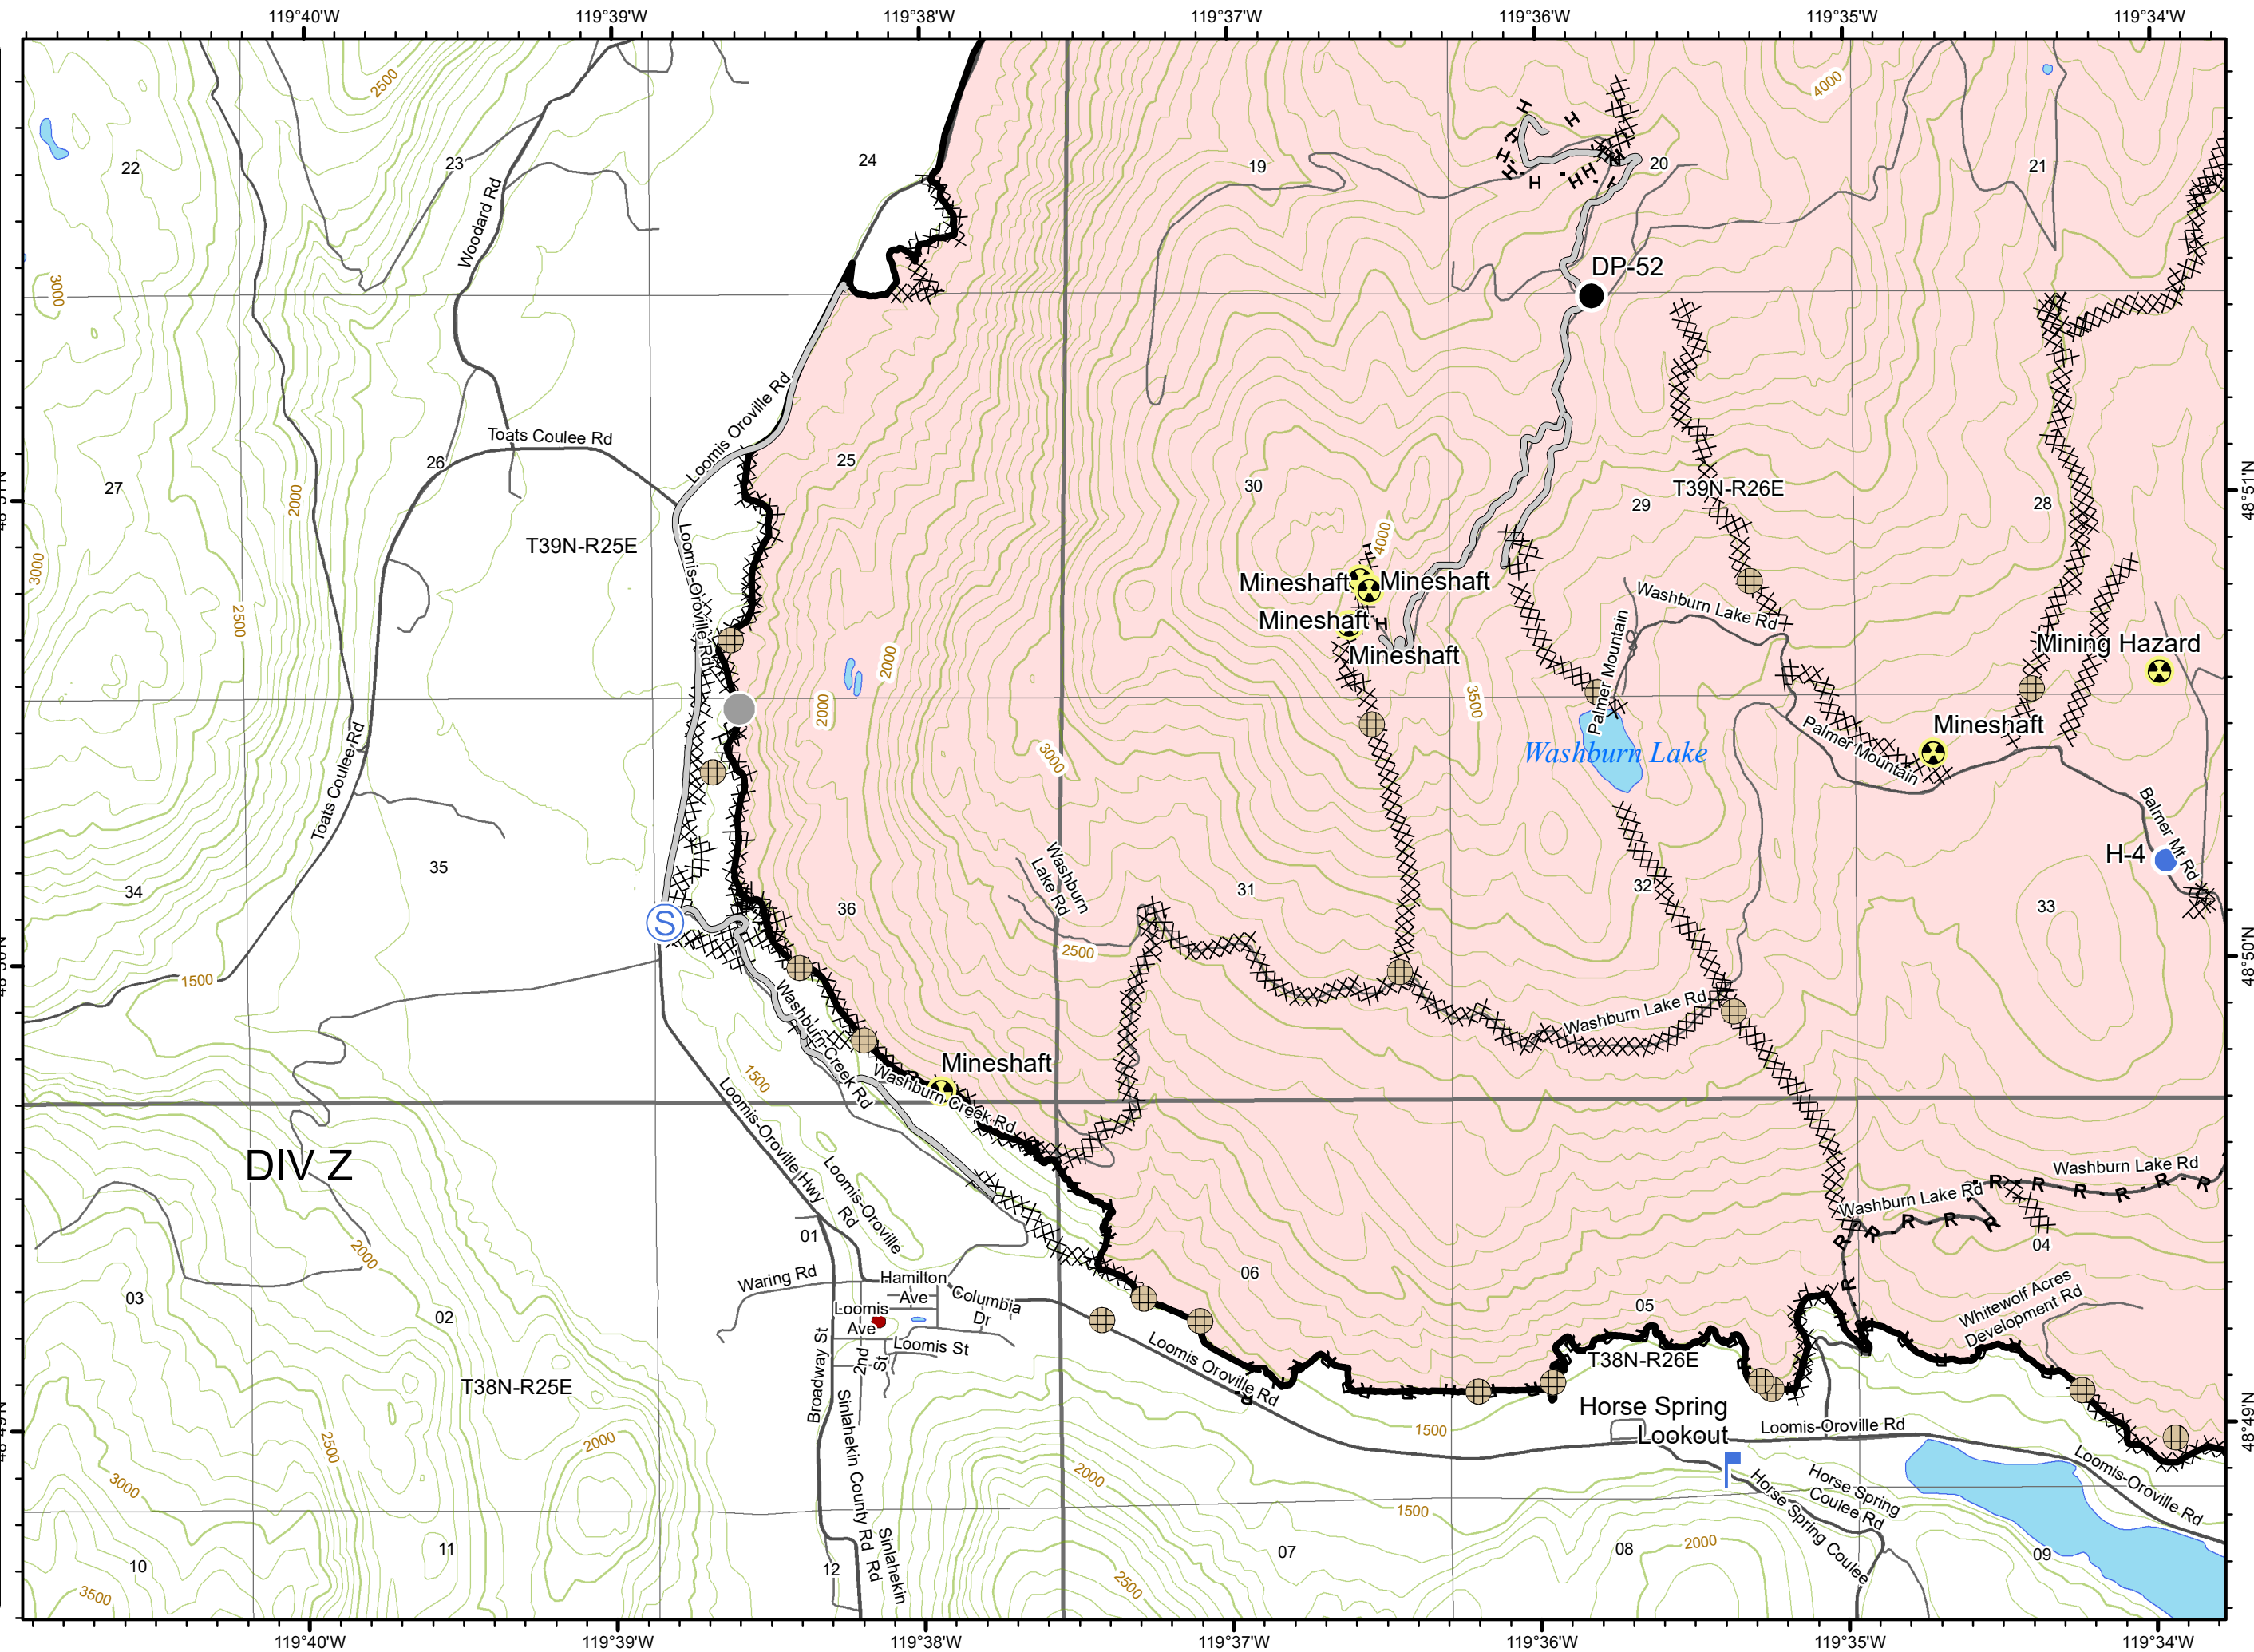 119°40'W 119°39'W 119°38'W 119°37'W 119°36'W 119°35'W 119°34'W
2500
4000
22
23
24
19
20
21
Woodard Rd
3000
DP-52
Loomis Oroville Rd
Toats Coulee Rd
26
25
27
30
29
28
2000
T39N-R26E
48°51'N
T39N-R25E
4000
3000
Loomis-Oroville Rd
Mineshaft
Mineshaft
Mineshaft
Mineshaft
H
2500
Washburn Lake Rd
Palmer Mountain
Mining Hazard
2000
2000
3500
Mineshaft
Washburn Lake
Palmer Mountain
3000
Toats Coulee Rd
Balmer Mt Rd
H-4
34
35
36
31
32
33
Washburn
Lake Rd
S
2500
1500
48°50'N
Washburn Lake Rd
Washburn Creek Rd
Mineshaft
Washburn Creek Rd
1500
Loomis-Oroville Hwy
Rd
Loomis-Oroville
DIV Z
Washburn Lake Rd
R R R R R R
Washburn Lake Rd
R R R R R
R
R
2000
01
04
03
02
06
05
Waring Rd
Hamilton
Ave
Columbia
Dr
Loomis
Ave
Loomis St
2nd
St
Broadway St
Whitewolf Acres
Development Rd
Loomis Oroville Rd
T38N-R25E
T38N-R26E
Horse Spring
Lookout
Loomis-Oroville Rd
48°49'N
1500
2000
2500
3000
2000
1500
Sinlahekin County Rd
Sinlahekin
Rd
Horse Spring
Coulee Rd
Horse Spring Coulee
Loomis-Oroville Rd
10
11
12
07
08
2000
09
3500
2500
119°40'W 119°39'W 119°38'W 119°37'W 119°36'W 119°35'W 119°34'W